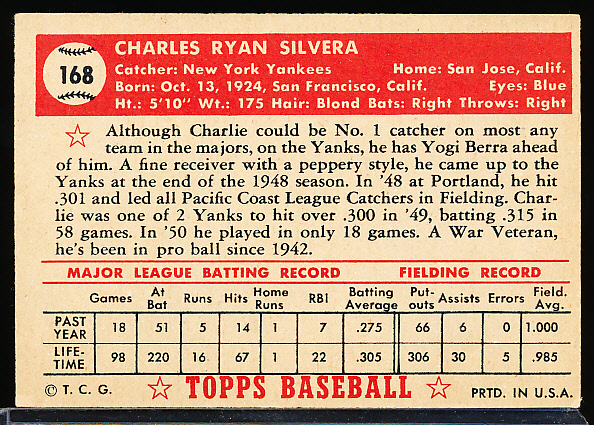 168
CHARLES RYAN SILVERA
Catcher: New York Yankees Home: San Jose, Calif.
Born: Oct. 13, 1924, San Francisco, Calif. Eyes: Blue
Ht.: 5'10" Wt.: 175 Hair: Blond Bats: Right Throws: Right
Although Charlie could be No. 1 catcher on most any
team in the majors, on the Yanks, he has Yogi Berra ahead
of him. A fine receiver with a peppery style, he came up to the
Yanks at the end of the 1948 season. In '48 at Portland, he hit
.301 and led all Pacific Coast League Catchers in Fielding. Char-
lie was one of 2 Yanks to hit over .300 in '49, batting .315 in
58 games. In '50 he played in only 18 games. A War Veteran,
he's been in pro ball since 1942.
MAJOR LEAGUE BATTING RECORD FIELDING RECORD
Games At Bat Runs Hits Home Runs RBI Batting Average Put-outs Assists Errors Field. Avg.
PAST YEAR 18 51 5 14 1 7 .275 66 6 0 1.000
LIFE-TIME 98 220 16 67 1 22 .305 306 30 5 .985
© T. C. G. TOPPS BASEBALL PRTD. IN U.S.A.